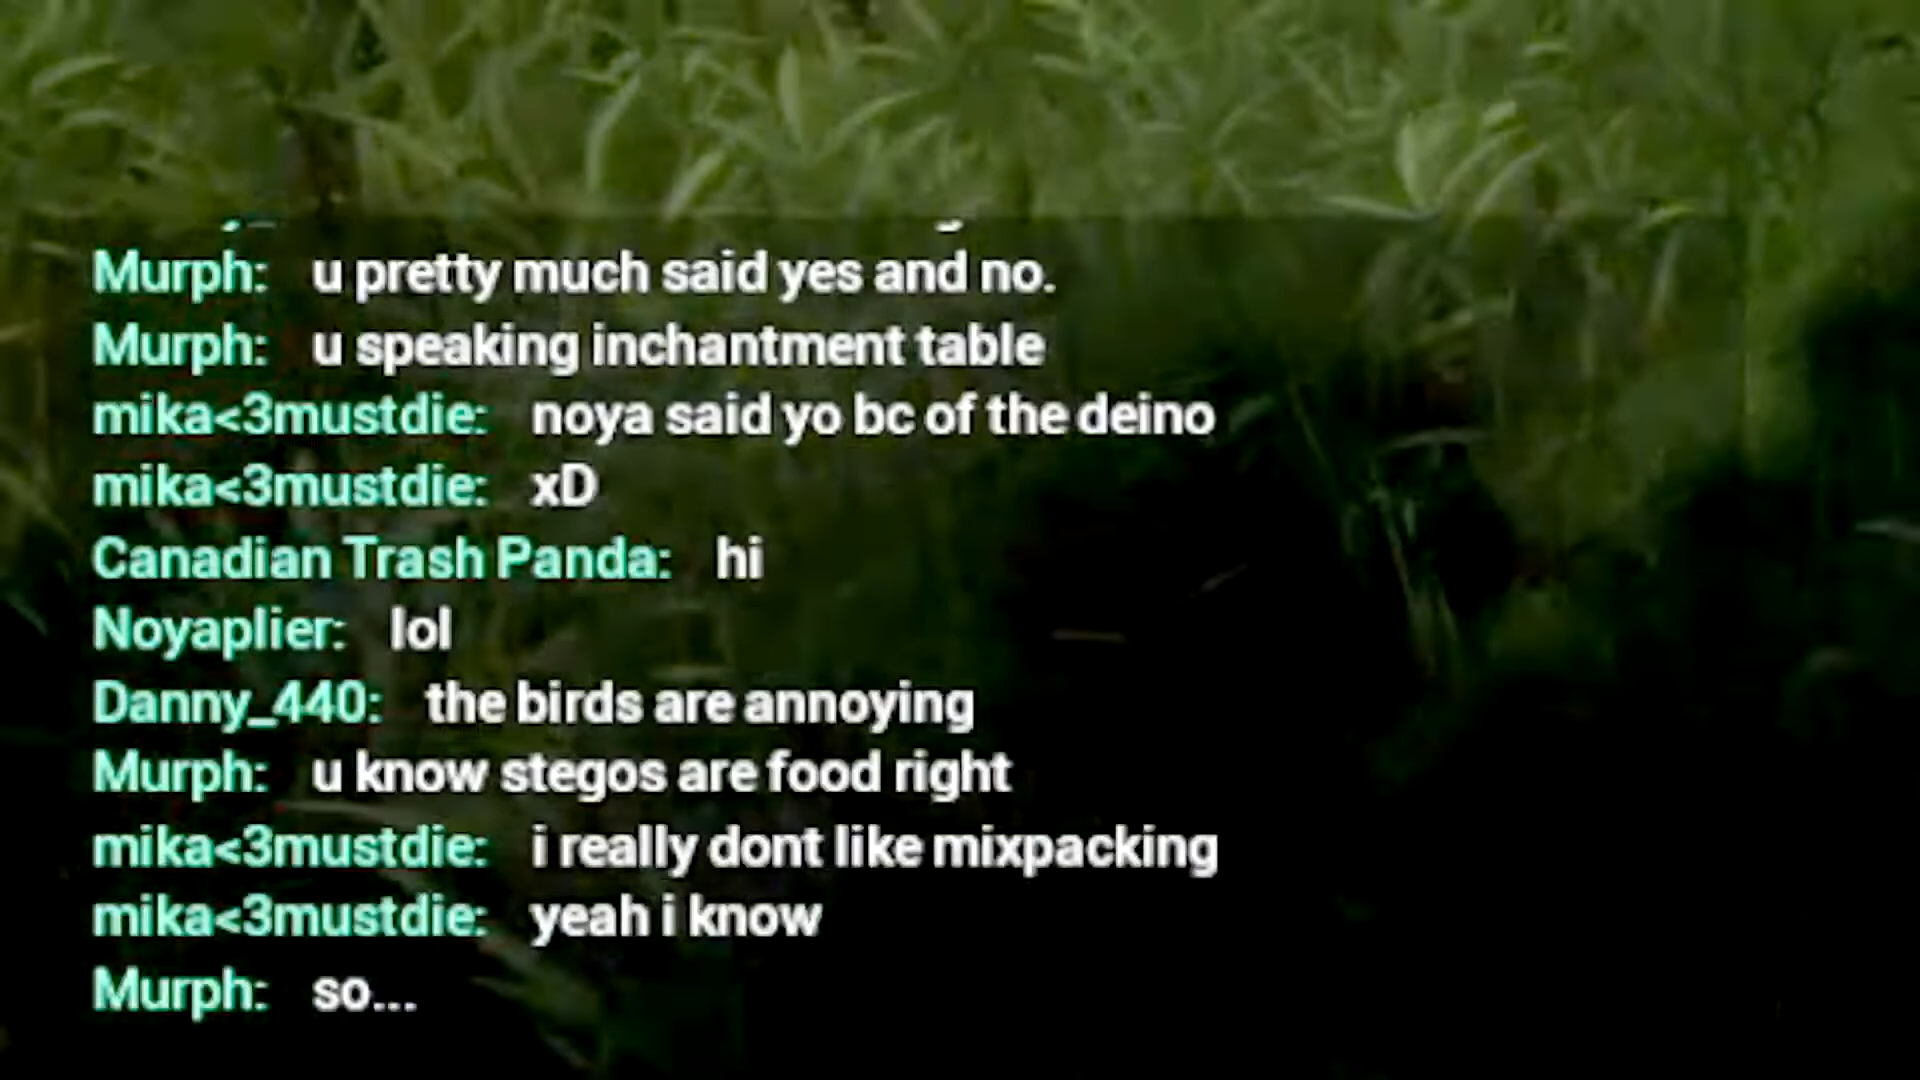 Murph: u pretty much said yes and no.
Murph: u speaking inchantment table
mika<3mustdie: noya said yo bc of the deino
mika<3mustdie: xD
Canadian Trash Panda: hi
Noyaplier: lol
Danny_440: the birds are annoying
Murph: u know stegos are food right
mika<3mustdie: i really dont like mixpacking
mika<3mustdie: yeah i know
Murph: so...